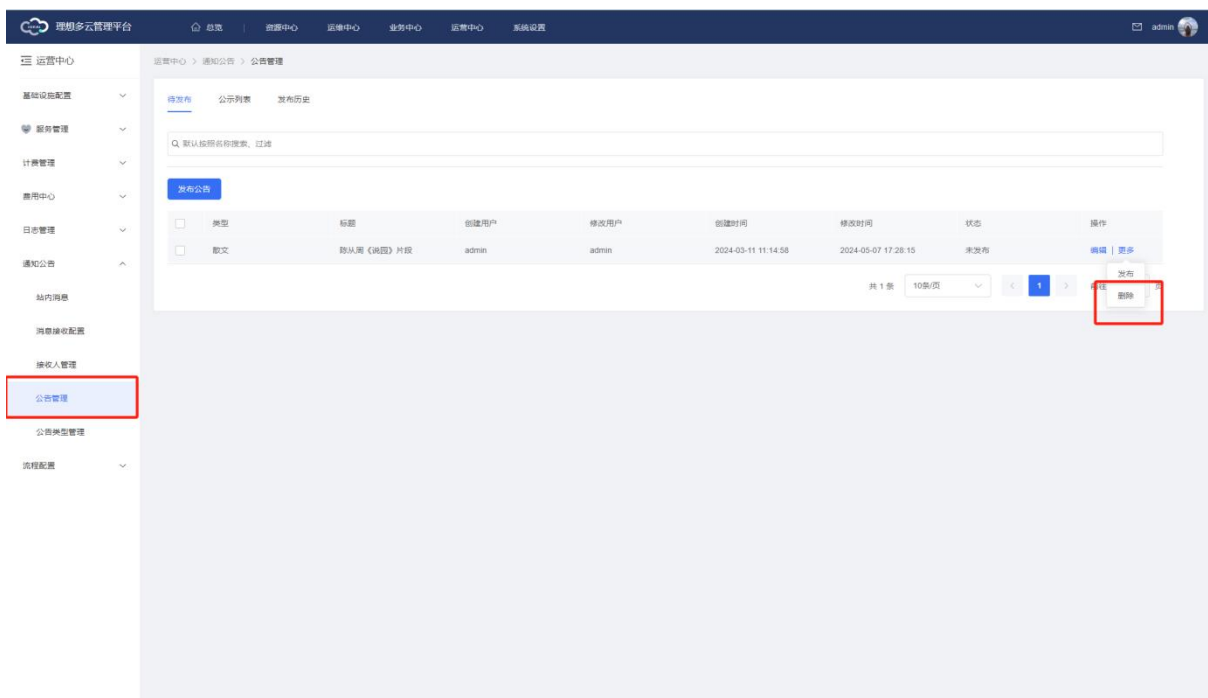 理想多云管理平台 总览 | 资源中心 运维中心 业务中心 运营中心 系统设置 admin
运营中心
运营中心 > 通知公告 > 公告管理
基础设施配置
服务管理
计费管理
费用中心
日志管理
通知公告
站内消息
消息接收配置
接收人管理
公告管理
公告类型管理
流程配置
待发布 公示列表 发布历史
默认按照名称搜索、过滤
发布公告
类型 标题 创建用户 修改用户 创建时间 修改时间 状态 操作
散文 陈从周《说园》片段 admin admin 2024-03-11 11:14:58 2024-05-07 17:28:15 未发布 编辑 | 更多
发布
删除
共 1 条 10条/页 < 1 > 页